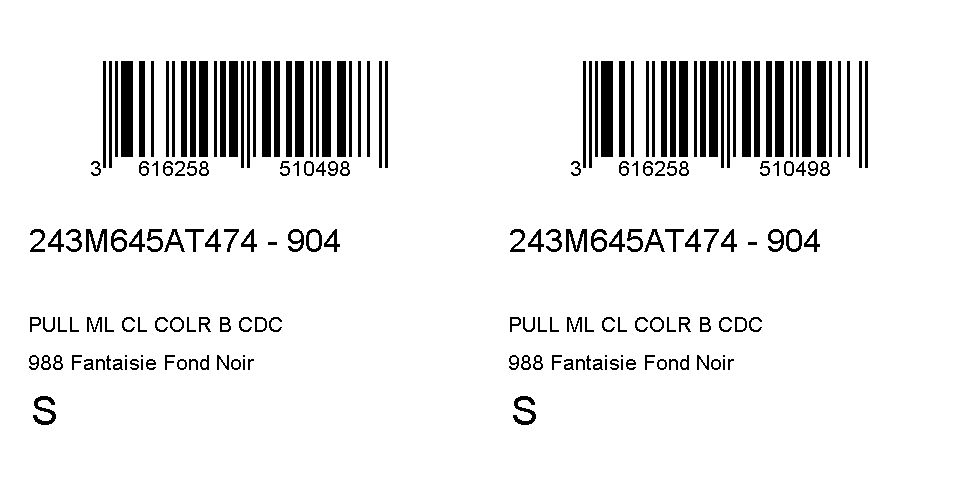 3 616258 510498
243M645AT474 - 904
PULL ML CL COLR B CDC
988 Fantaisie Fond Noir
S
3 616258 510498
243M645AT474 - 904
PULL ML CL COLR B CDC
988 Fantaisie Fond Noir
S